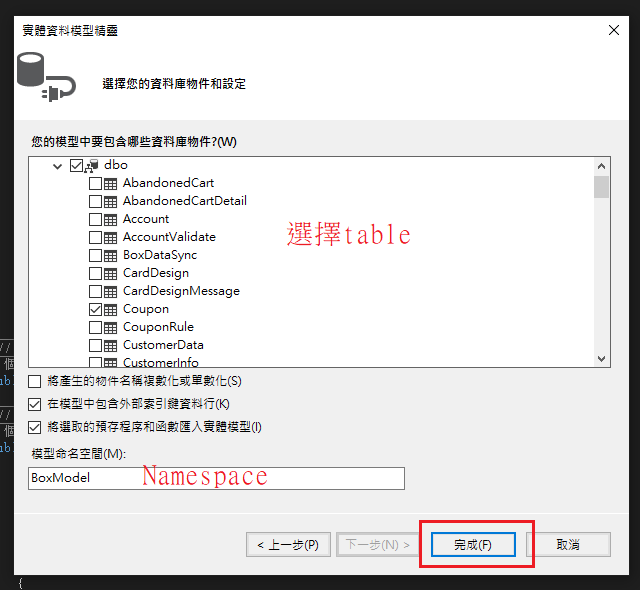 實體資料模型精靈
選擇您的資料庫物件和設定
您的模型中要包含哪些資料庫物件?(W)
dbo
AbandonedCart
AbandonedCartDetail
Account
選擇table
AccountValidate
BoxDataSync
CardDesign
CardDesignMessage
Coupon
CouponRule
CustomerData
CustomerInfo
將產生的物件名稱複數化或單數化(S)
在模型中包含外部索引鍵資料行(K)
將選取的預存程序和函數匯入實體模型(I)
模型命名空間(M):
BoxModel
Namespace
< 上一步(P)
下一步(N) >
完成(F)
取消
//
個
ubl
//
個
ubl
{